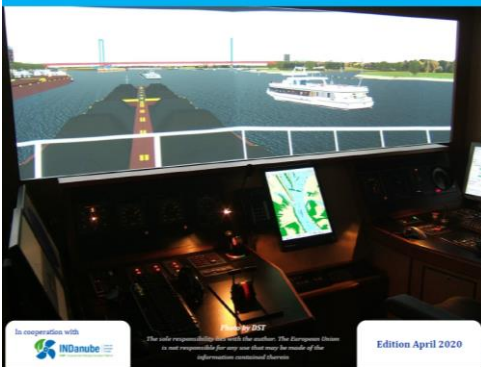 In cooperation with
INDanube
Photo by DST
The sole responsibility lies with the author. The European Union
is not responsible for any use that may be made of the
information contained therein
Edition April 2020